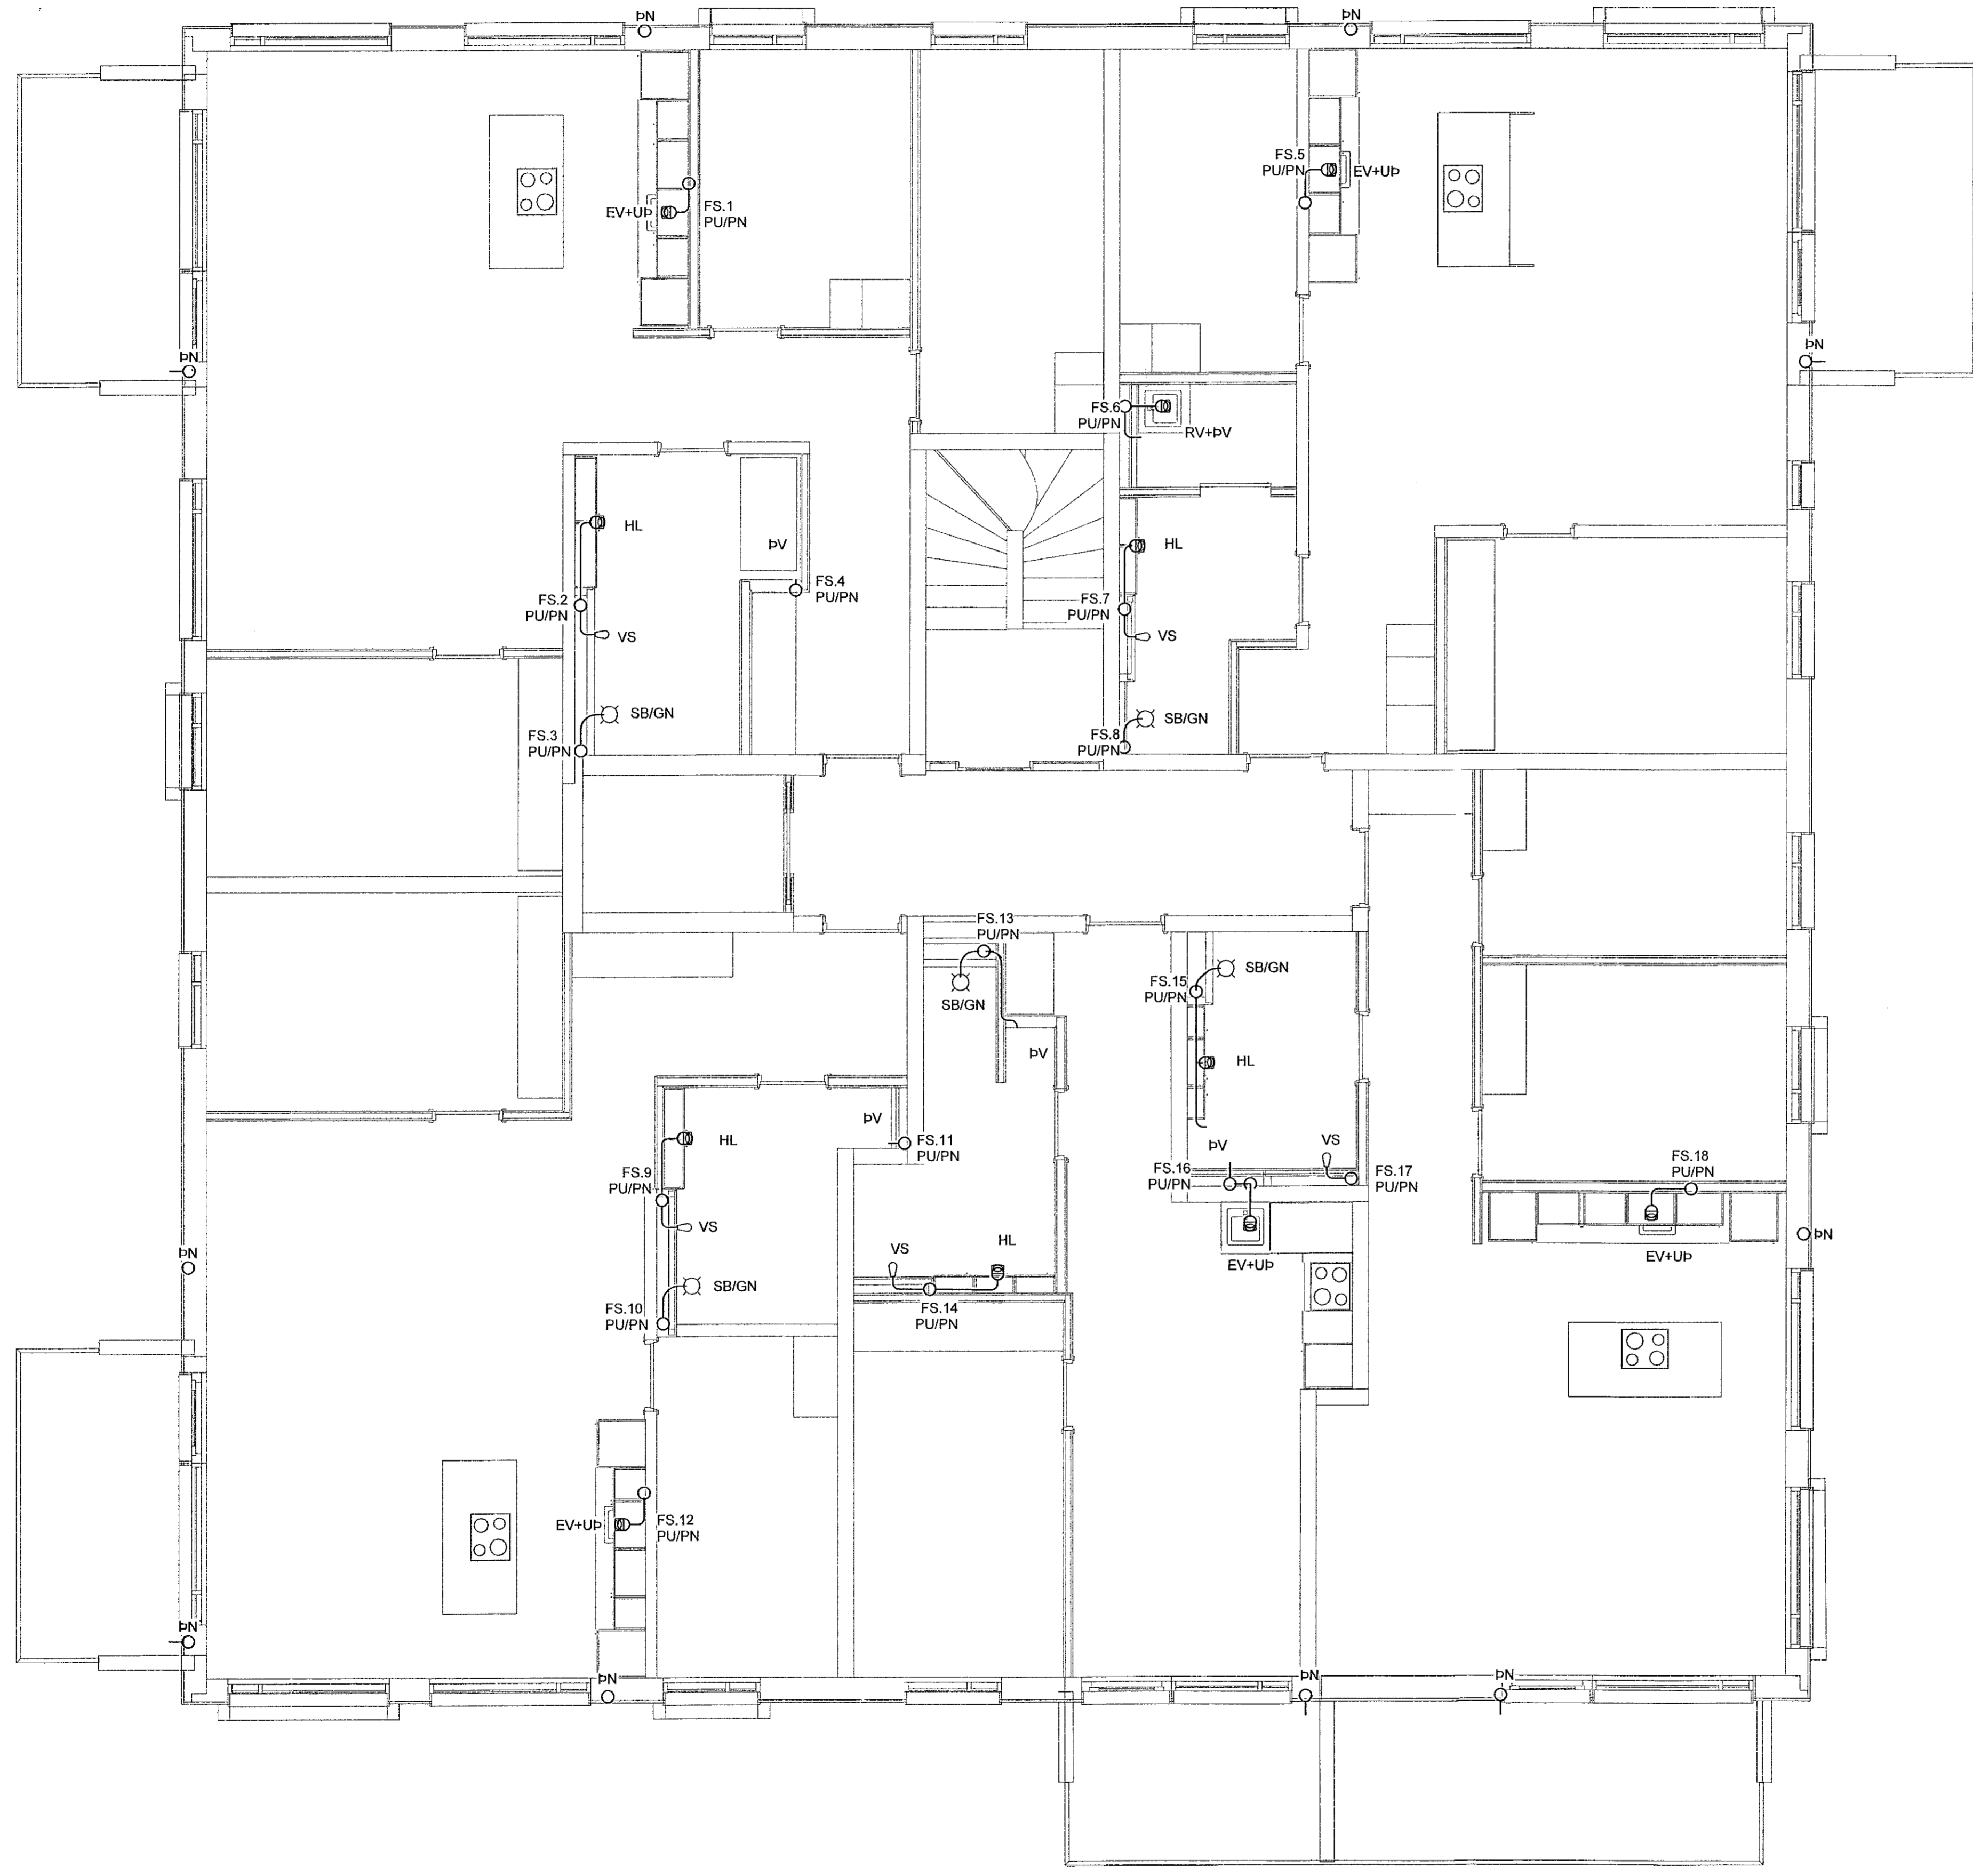 ÞN
ÞN
FS.1
PU/PN
EV+UÞ
FS.5
PU/PN
EV+UÞ
ÞN
ÞN
FS.6
PU/PN
RV+ÞV
HL
ÞV
FS.4
PU/PN
FS.2
PU/PN
VS
SB/GN
FS.3
PU/PN
HL
FS.7
PU/PN
VS
SB/GN
FS.8
PU/PN
FS.13
PU/PN
SB/GN
ÞV
FS.15
PU/PN
SB/GN
HL
ÞV
VS
FS.16
PU/PN
FS.17
PU/PN
EV+UÞ
FS.18
PU/PN
EV+UÞ
ÞN
HL
ÞV
FS.11
PU/PN
FS.9
PU/PN
VS
SB/GN
FS.10
PU/PN
VS
HL
FS.14
PU/PN
ÞN
EV+UÞ
FS.12
PU/PN
ÞN
ÞN
ÞN
ÞN